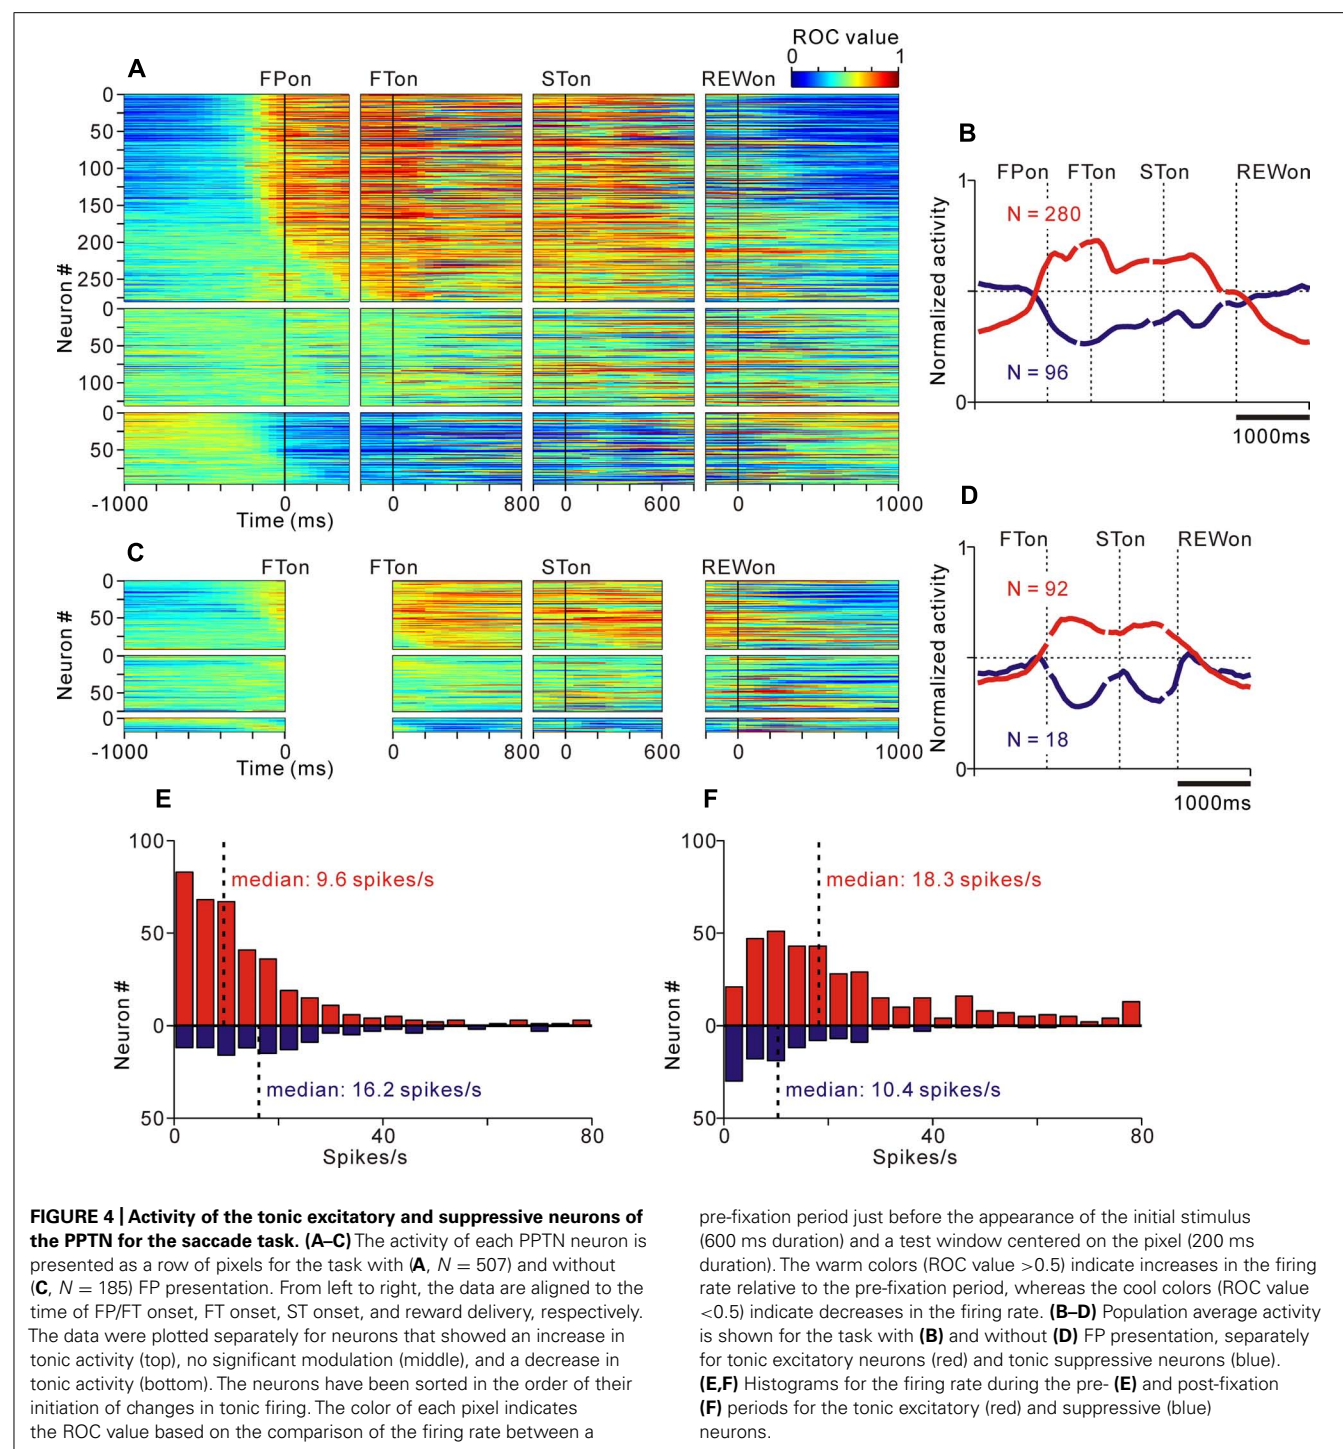 ROC value
0 1
A
FPon FTon STon REWon
0
50
100
150
200
250
0
50
100
0
50
Neuron #
-1000 0 0 800 0 600 0 1000
Time (ms)
B
FPon FTon STon REWon
1
N = 280
N = 96
0
Normalized activity
1000ms
C
FTon FTon STon REWon
0
50
0
50
0
Neuron #
-1000 0 800 0 600 0 1000
Time (ms)
D
FTon STon REWon
1
N = 92
N = 18
0
Normalized activity
1000ms
E
100
50
0
50
Neuron #
median: 9.6 spikes/s
median: 16.2 spikes/s
0 40 80
Spikes/s
F
100
50
0
50
Neuron #
median: 18.3 spikes/s
median: 10.4 spikes/s
0 40 80
Spikes/s
FIGURE 4 | Activity of the tonic excitatory and suppressive neurons of
the PPTN for the saccade task. (A–C) The activity of each PPTN neuron is
presented as a row of pixels for the task with (A, N = 507) and without
(C, N = 185) FP presentation. From left to right, the data are aligned to the
time of FP/FT onset, FT onset, ST onset, and reward delivery, respectively.
The data were plotted separately for neurons that showed an increase in
tonic activity (top), no significant modulation (middle), and a decrease in
tonic activity (bottom). The neurons have been sorted in the order of their
initiation of changes in tonic firing. The color of each pixel indicates
the ROC value based on the comparison of the firing rate between a
pre-fixation period just before the appearance of the initial stimulus
(600 ms duration) and a test window centered on the pixel (200 ms
duration). The warm colors (ROC value >0.5) indicate increases in the firing
rate relative to the pre-fixation period, whereas the cool colors (ROC value
<0.5) indicate decreases in the firing rate. (B–D) Population average activity
is shown for the task with (B) and without (D) FP presentation, separately
for tonic excitatory neurons (red) and tonic suppressive neurons (blue).
(E,F) Histograms for the firing rate during the pre- (E) and post-fixation
(F) periods for the tonic excitatory (red) and suppressive (blue)
neurons.